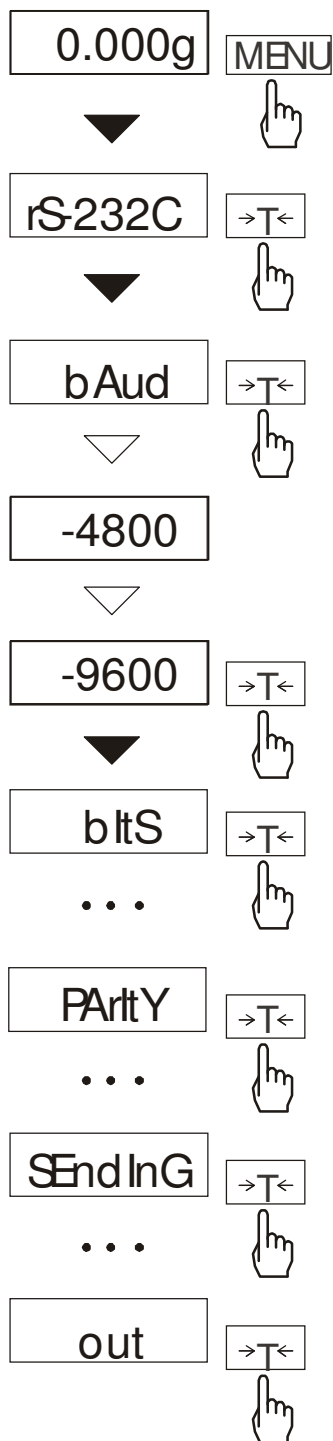 0.000g MENU
rS-232C →T←
bAud →T←
-4800
-9600 →T←
bItS →T←
...
PArItY →T←
...
SEndInG →T←
...
out →T←